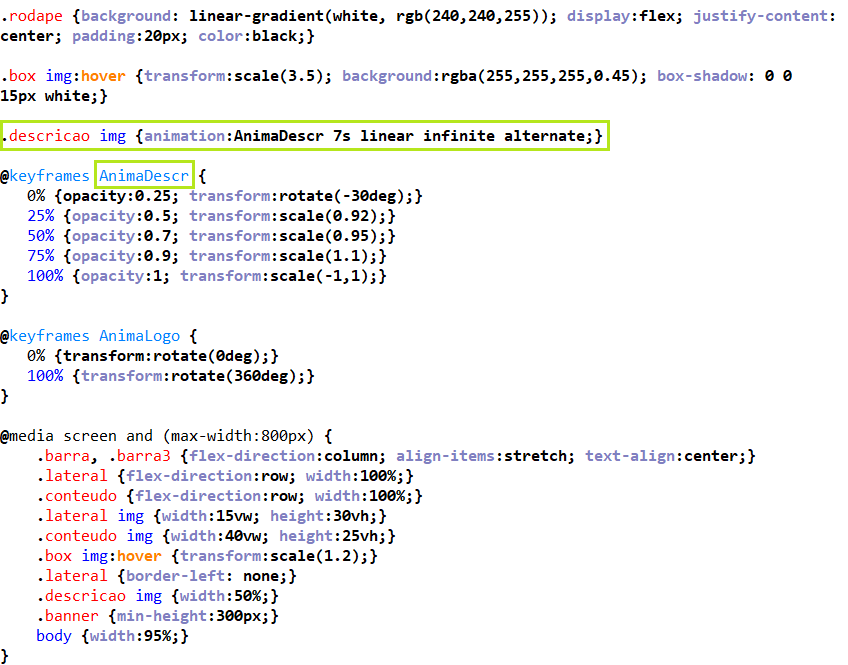 .rodape {background: linear-gradient(white, rgb(240,240,255)); display:flex; justify-content:
center; padding:20px; color:black;}
.box img:hover {transform:scale(3.5); background:rgba(255,255,255,0.45); box-shadow: 0 0
15px white;}
.descricao img {animation:AnimaDescr 7s linear infinite alternate;}
@keyframes AnimaDescr {
0% {opacity:0.25; transform:rotate(-30deg);}
25% {opacity:0.5; transform:scale(0.92);}
50% {opacity:0.7; transform:scale(0.95);}
75% {opacity:0.9; transform:scale(1.1);}
100% {opacity:1; transform:scale(-1,1);}
}
@keyframes AnimaLogo {
0% {transform:rotate(0deg);}
100% {transform:rotate(360deg);}
}
@media screen and (max-width:800px) {
.barra, .barra3 {flex-direction:column; align-items:stretch; text-align:center;}
.lateral {flex-direction:row; width:100%;}
.conteudo {flex-direction:row; width:100%;}
.lateral img {width:15vw; height:30vh;}
.conteudo img {width:40vw; height:25vh;}
.box img:hover {transform:scale(1.2);}
.lateral {border-left: none;}
.descricao img {width:50%;}
.banner {min-height:300px;}
body {width:95%;}
}